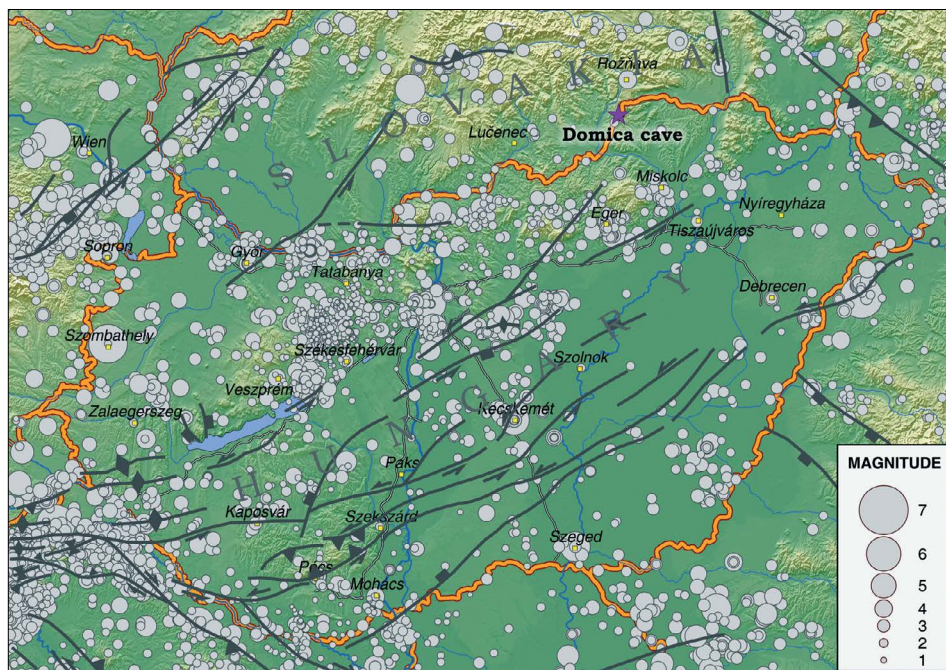 SLOVAKIA
Rožňava
Wien
Lučenec
Domica cave
Miskolc
Eger
Nyíregyháza
Tiszaújváros
Sopron
Győr
Tatabánya
Debrecen
Szombathely
Székesfehérvár
Szolnok
Veszprém
Zalaegerszeg
Kecskemét
HUNGARY
Paks
Kaposvár
Szekszárd
Szeged
Pécs
Mohács
MAGNITUDE
7
6
5
4
3
2
1